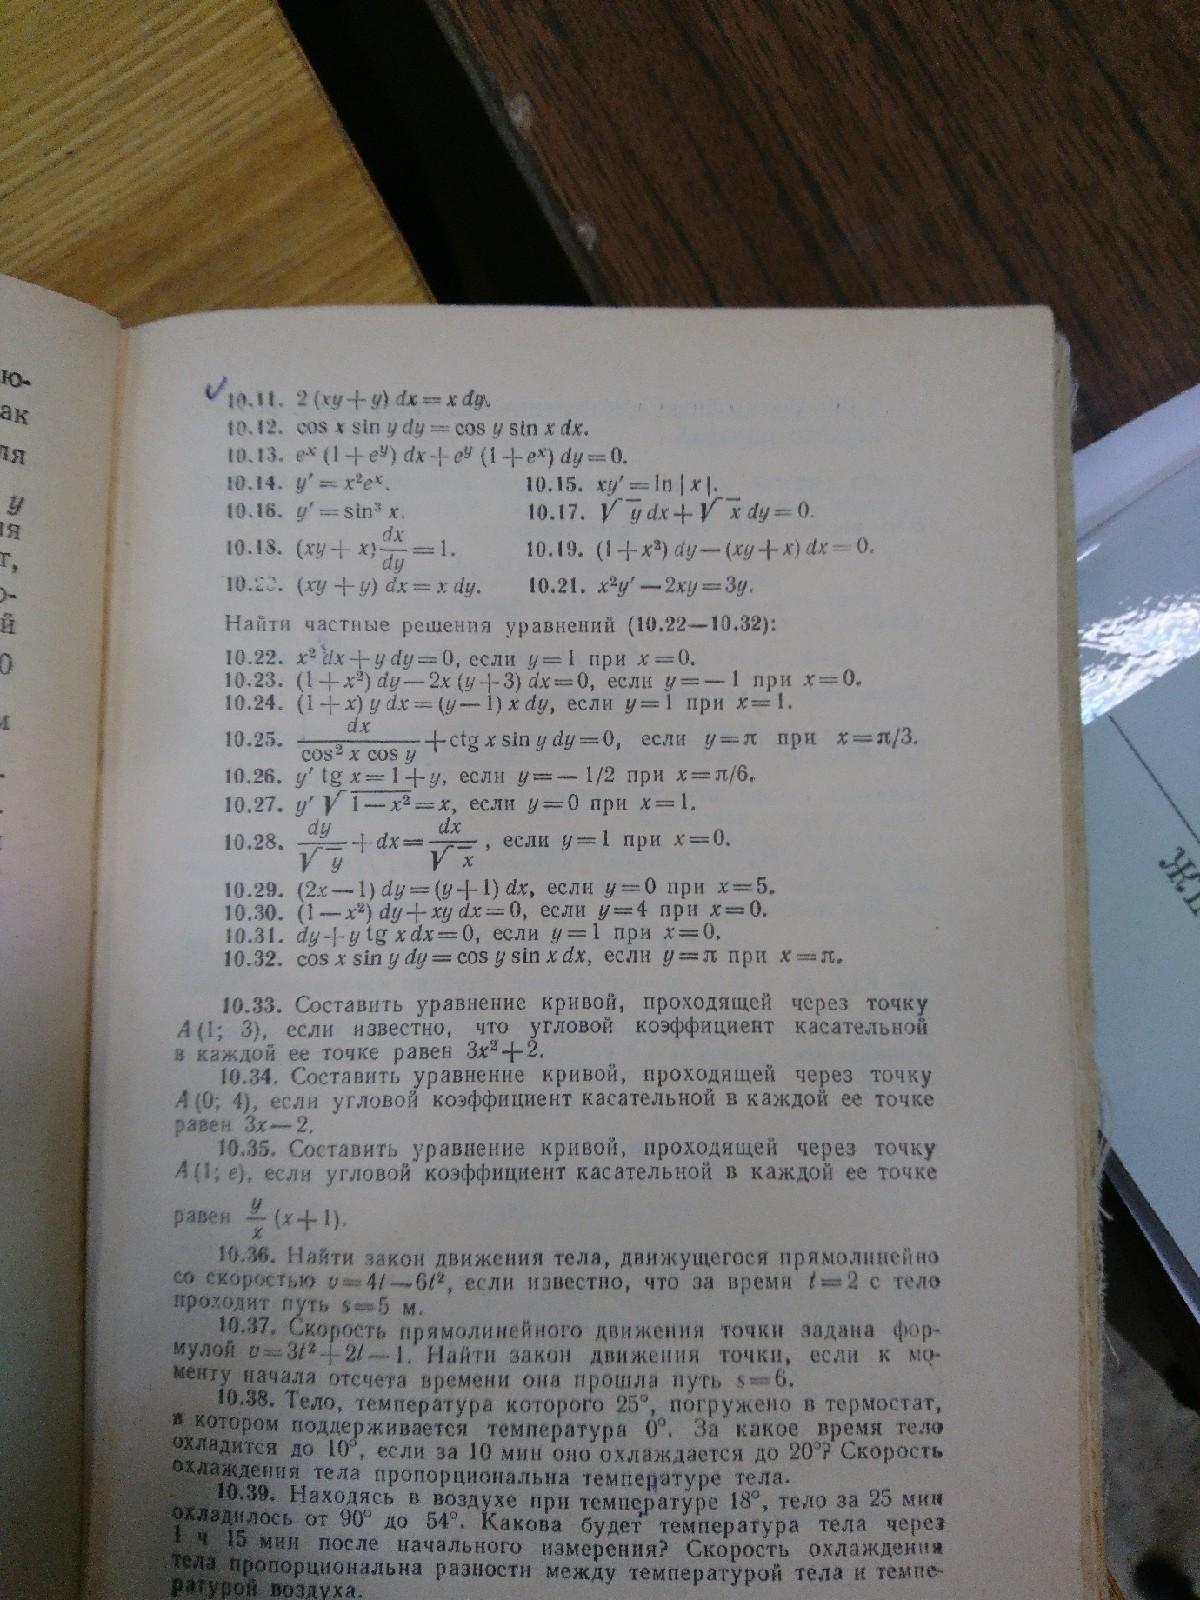 ю-
ак
ля
у
ия
т,
о-
й
0
и
10.11. 2 (xy + y) dx = x dy.
10.12. cos x sin y dy = cos y sin x dx.
10.13. eˣ (1 + eʸ) dx + eʸ (1 + eˣ) dy = 0.
10.14. y′ = x²eˣ. 10.15. xy′ = ln | x |.
10.16. y′ = sin³ x. 10.17. √y dx + √x dy = 0.
10.18. (xy + x) dx/dy = 1. 10.19. (1 + x²) dy — (xy + x) dx = 0.
10.20. (xy + y) dx = x dy. 10.21. x²y′ — 2xy = 3y.
Найти частные решения уравнений (10.22—10.32):
10.22. x² dx + y dy = 0, если y = 1 при x = 0.
10.23. (1 + x²) dy — 2x (y + 3) dx = 0, если y = — 1 при x = 0.
10.24. (1 + x) y dx = (y — 1) x dy, если y = 1 при x = 1.
10.25. dx/(cos² x cos y) + ctg x sin y dy = 0, если y = π при x = π/3.
10.26. y′ tg x = 1 + y, если y = — 1/2 при x = π/6.
10.27. y′ √(1 — x²) = x, если y = 0 при x = 1.
10.28. dy/√y + dx = dx/√x, если y = 1 при x = 0.
10.29. (2x — 1) dy = (y + 1) dx, если y = 0 при x = 5.
10.30. (1 — x²) dy + xy dx = 0, если y = 4 при x = 0.
10.31. dy + y tg x dx = 0, если y = 1 при x = 0.
10.32. cos x sin y dy = cos y sin x dx, если y = π при x = π.
10.33. Составить уравнение кривой, проходящей через точку
A (1; 3), если известно, что угловой коэффициент касательной
в каждой ее точке равен 3x² + 2.
10.34. Составить уравнение кривой, проходящей через точку
A (0; 4), если угловой коэффициент касательной в каждой ее точке
равен 3x — 2.
10.35. Составить уравнение кривой, проходящей через точку
A (1; e), если угловой коэффициент касательной в каждой ее точке
равен y/x (x + 1).
10.36. Найти закон движения тела, движущегося прямолинейно
со скоростью v = 4t — 6t², если известно, что за время t = 2 с тело
проходит путь s = 5 м.
10.37. Скорость прямолинейного движения точки задана фор-
мулой v = 3t² + 2t — 1. Найти закон движения точки, если к мо-
менту начала отсчета времени она прошла путь s = 6.
10.38. Тело, температура которого 25°, погружено в термостат,
в котором поддерживается температура 0°. За какое время тело
охладится до 10°, если за 10 мин оно охлаждается до 20°? Скорость
охлаждения тела пропорциональна температуре тела.
10.39. Находясь в воздухе при температуре 18°, тело за 25 мин
охладилось от 90° до 54°. Какова будет температура тела через
1 ч 15 мин после начального измерения? Скорость охлаждения
тела пропорциональна разности между температурой тела и темпе-
ратурой воздуха.